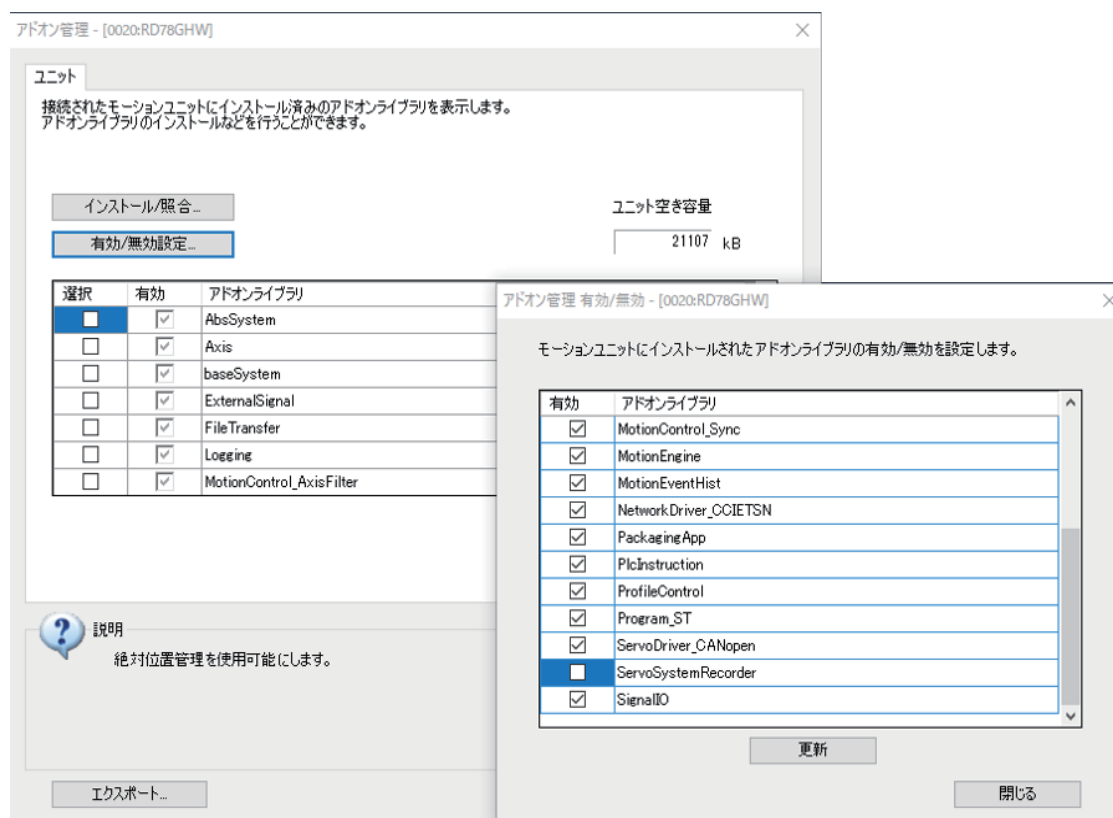 アドオン管理 - [0020:RD78GHW]
ユニット
接続されたモーションユニットにインストール済みのアドオンライブラリを表示します。
アドオンライブラリのインストールなどを行うことができます。
インストール/照合...
ユニット空き容量
有効/無効設定...
21107 kB
選択 有効 アドオンライブラリ
AbsSystem
Axis
baseSystem
ExternalSignal
FileTransfer
Logging
MotionControl_AxisFilter
説明
絶対位置管理を使用可能にします。
エクスポート...
アドオン管理 有効/無効 - [0020:RD78GHW]
モーションユニットにインストールされたアドオンライブラリの有効/無効を設定します。
有効 アドオンライブラリ
MotionControl_Sync
MotionEngine
MotionEventHist
NetworkDriver_CCIETSN
PackagingApp
PlcInstruction
ProfileControl
Program_ST
ServoDriver_CANopen
ServoSystemRecorder
SignalIO
更新
閉じる